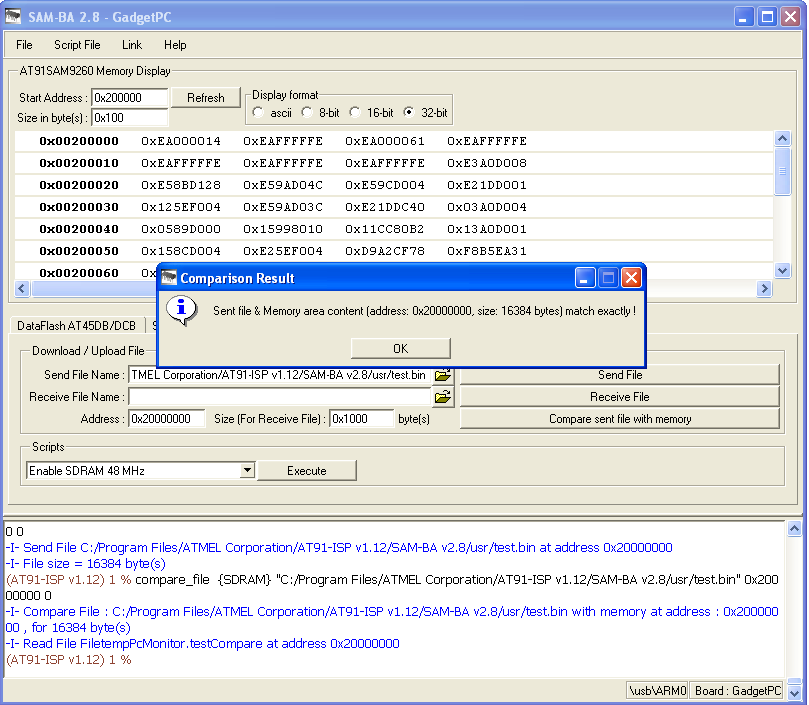 SAM-BA 2.8 - GadgetPC
File Script File Link Help
AT91SAM9260 Memory Display
Start Address : 0x200000 Refresh
Size in byte(s) : 0x100
Display format
ascii 8-bit 16-bit 32-bit
0x00200000 0xEA000014 0xEAFFFFFE 0xEA000061 0xEAFFFFFE
0x00200010 0xEAFFFFFE 0xEAFFFFFE 0xEAFFFFFE 0xE3A0D008
0x00200020 0xE58BD128 0xE59AD04C 0xE59CD004 0xE21DD001
0x00200030 0x125EF004 0xE59AD03C 0xE21DDC40 0x03A0D004
0x00200040 0x0589D000 0x15998010 0x11CC80B2 0x13A0D001
0x00200050 0x158CD004 0xE25EF004 0xD9A2CF78 0xF8B5EA31
0x00200060
Comparison Result
Sent file & Memory area content (address: 0x20000000, size: 16384 bytes) match exactly !
OK
DataFlash AT45DB/DCB
Download / Upload File
Send File Name : TMEL Corporation/AT91-ISP v1.12/SAM-BA v2.8/usr/test.bin Send File
Receive File Name : Receive File
Address : 0x20000000 Size (For Receive File) : 0x1000 byte(s) Compare sent file with memory
Scripts
Enable SDRAM 48 MHz Execute
0 0
-I- Send File C:/Program Files/ATMEL Corporation/AT91-ISP v1.12/SAM-BA v2.8/usr/test.bin at address 0x20000000
-I- File size = 16384 byte(s)
(AT91-ISP v1.12) 1 % compare_file {SDRAM} "C:/Program Files/ATMEL Corporation/AT91-ISP v1.12/SAM-BA v2.8/usr/test.bin" 0x200
00000 0
-I- Compare File : C:/Program Files/ATMEL Corporation/AT91-ISP v1.12/SAM-BA v2.8/usr/test.bin with memory at address : 0x200000
00 , for 16384 byte(s)
-I- Read File FiletempPcMonitor.testCompare at address 0x20000000
(AT91-ISP v1.12) 1 %
\usb\ARM0 Board : GadgetPC